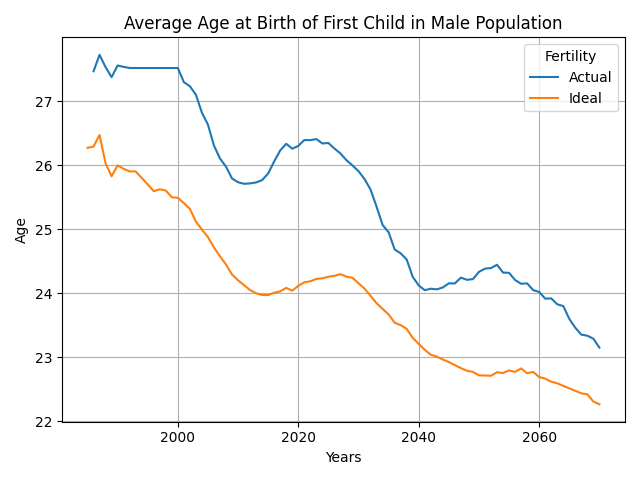 Average Age at Birth of First Child in Male Population
Fertility
Actual
Ideal
Age
27
26
25
24
23
22
2000 2020 2040 2060
Years